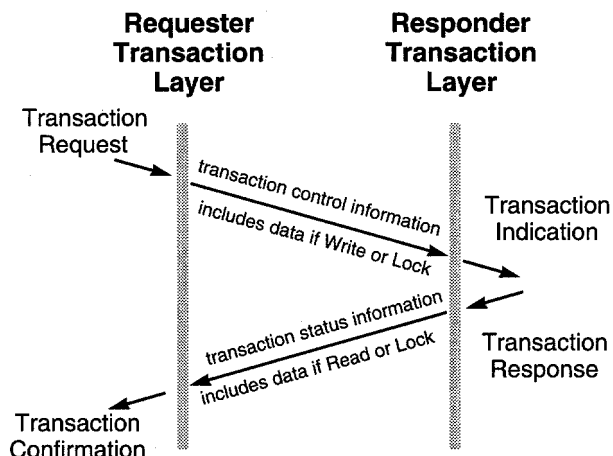 Requester
Transaction
Layer
Responder
Transaction
Layer
Transaction
Request
transaction control information
includes data if Write or Lock
Transaction
Indication
transaction status information
includes data if Read or Lock
Transaction
Response
Transaction
Confirmation